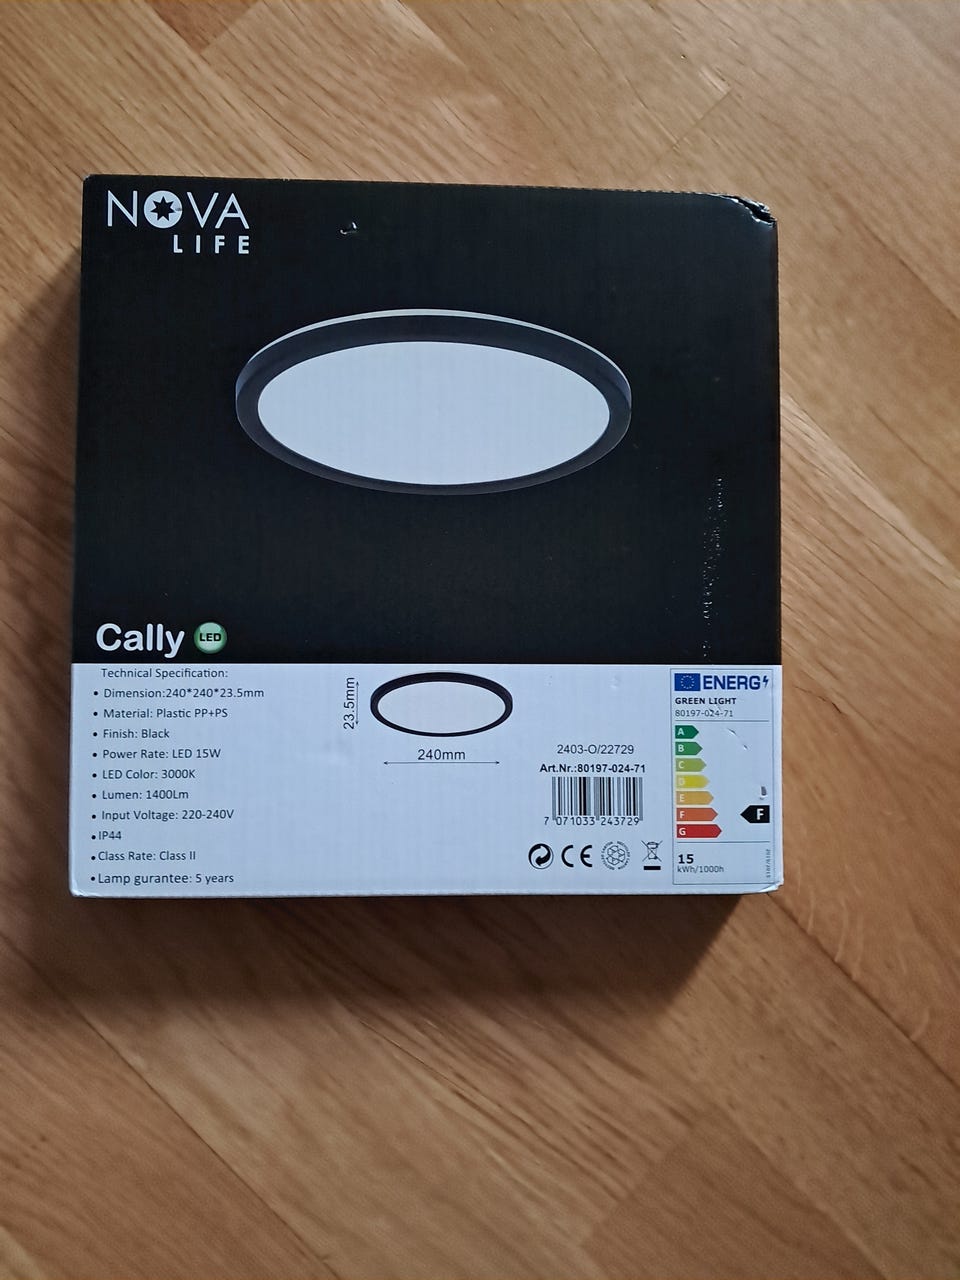 NOVA
LIFE
Cally LED
Technical Specification:
• Dimension:240*240*23.5mm
• Material: Plastic PP+PS
• Finish: Black
• Power Rate: LED 15W
• LED Color: 3000K
• Lumen: 1400Lm
• Input Voltage: 220-240V
• IP44
• Class Rate: Class II
• Lamp gurantee: 5 years
23.5mm
240mm
2403-O/22729
Art.Nr.:80197-024-71
7 071033 243729
CE
ENERG
GREEN LIGHT
80197-024-71
A
B
C
D
E
F
G
F
15
kWh/1000h